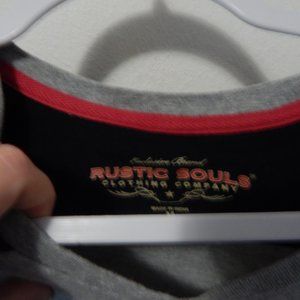 Exclusive Brand
RUSTIC SOULS
CLOTHING COMPANY